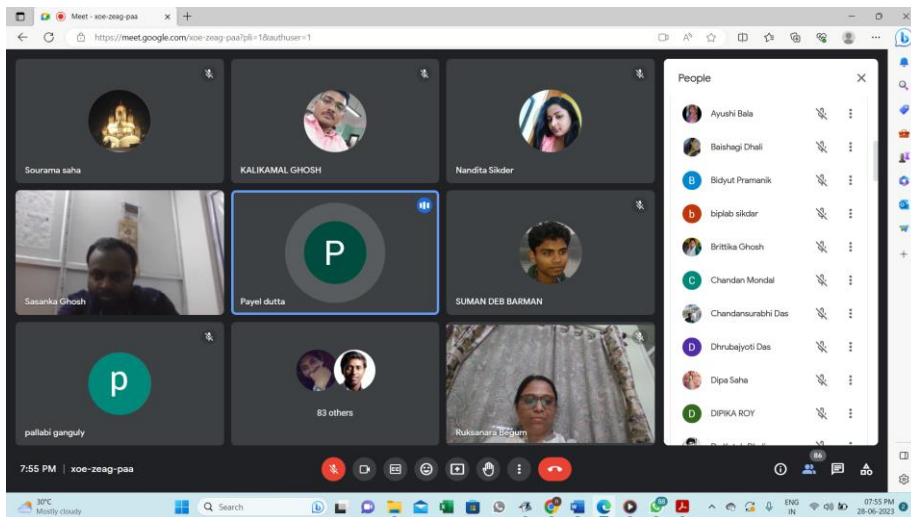 Meet - xoe-zeag-paa
https://meet.google.com/xoe-zeag-paa?pli=1&authuser=1
Sourama saha
KALIKAMAL GHOSH
Nandita Sikder
Sasanka Ghosh
P
Payel dutta
SUMAN DEB BARMAN
p
pallabi ganguly
83 others
Ruksanara Begum
People
Ayushi Bala
Baishagi Dhali
B Bidyut Pramanik
b biplab sikdar
Brittika Ghosh
C Chandan Mondal
Chandansurabhi Das
D Dhrubajyoti Das
Dipa Saha
D DIPIKA ROY
7:55 PM | xoe-zeag-paa
86
30°C
Mostly cloudy
Search
ENG
IN
07:55 PM
28-06-2023